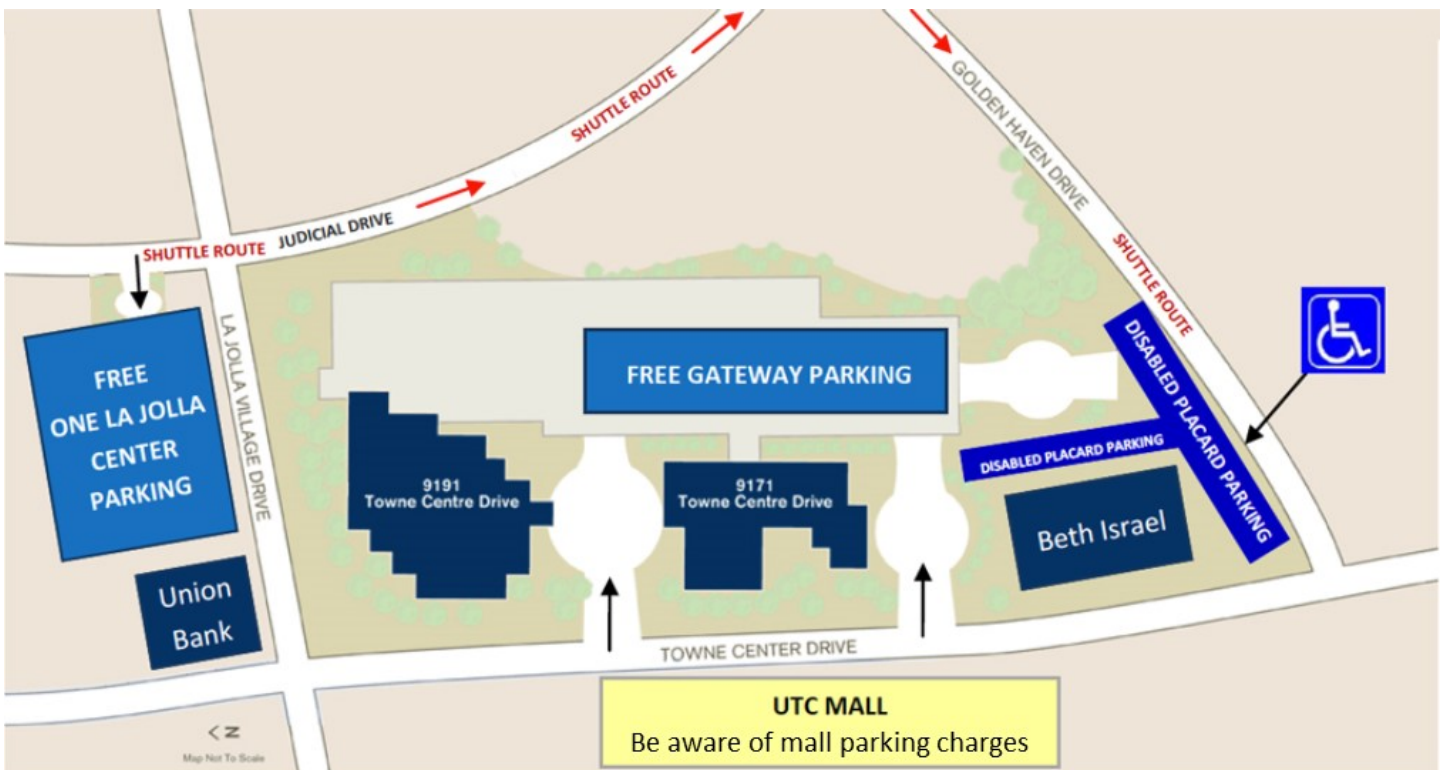 GOLDEN HAVEN DRIVE
SHUTTLE ROUTE
SHUTTLE ROUTE JUDICIAL DRIVE
SHUTTLE ROUTE
FREE
ONE LA JOLLA
CENTER
PARKING
LA JOLLA VILLAGE DRIVE
FREE GATEWAY PARKING
DISABLED PLACARD PARKING
DISABLED PLACARD PARKING
9191
Towne Centre Drive
9171
Towne Centre Drive
Beth Israel
Union
Bank
TOWNE CENTER DRIVE
UTC MALL
Be aware of mall parking charges
< N
Map Not To Scale